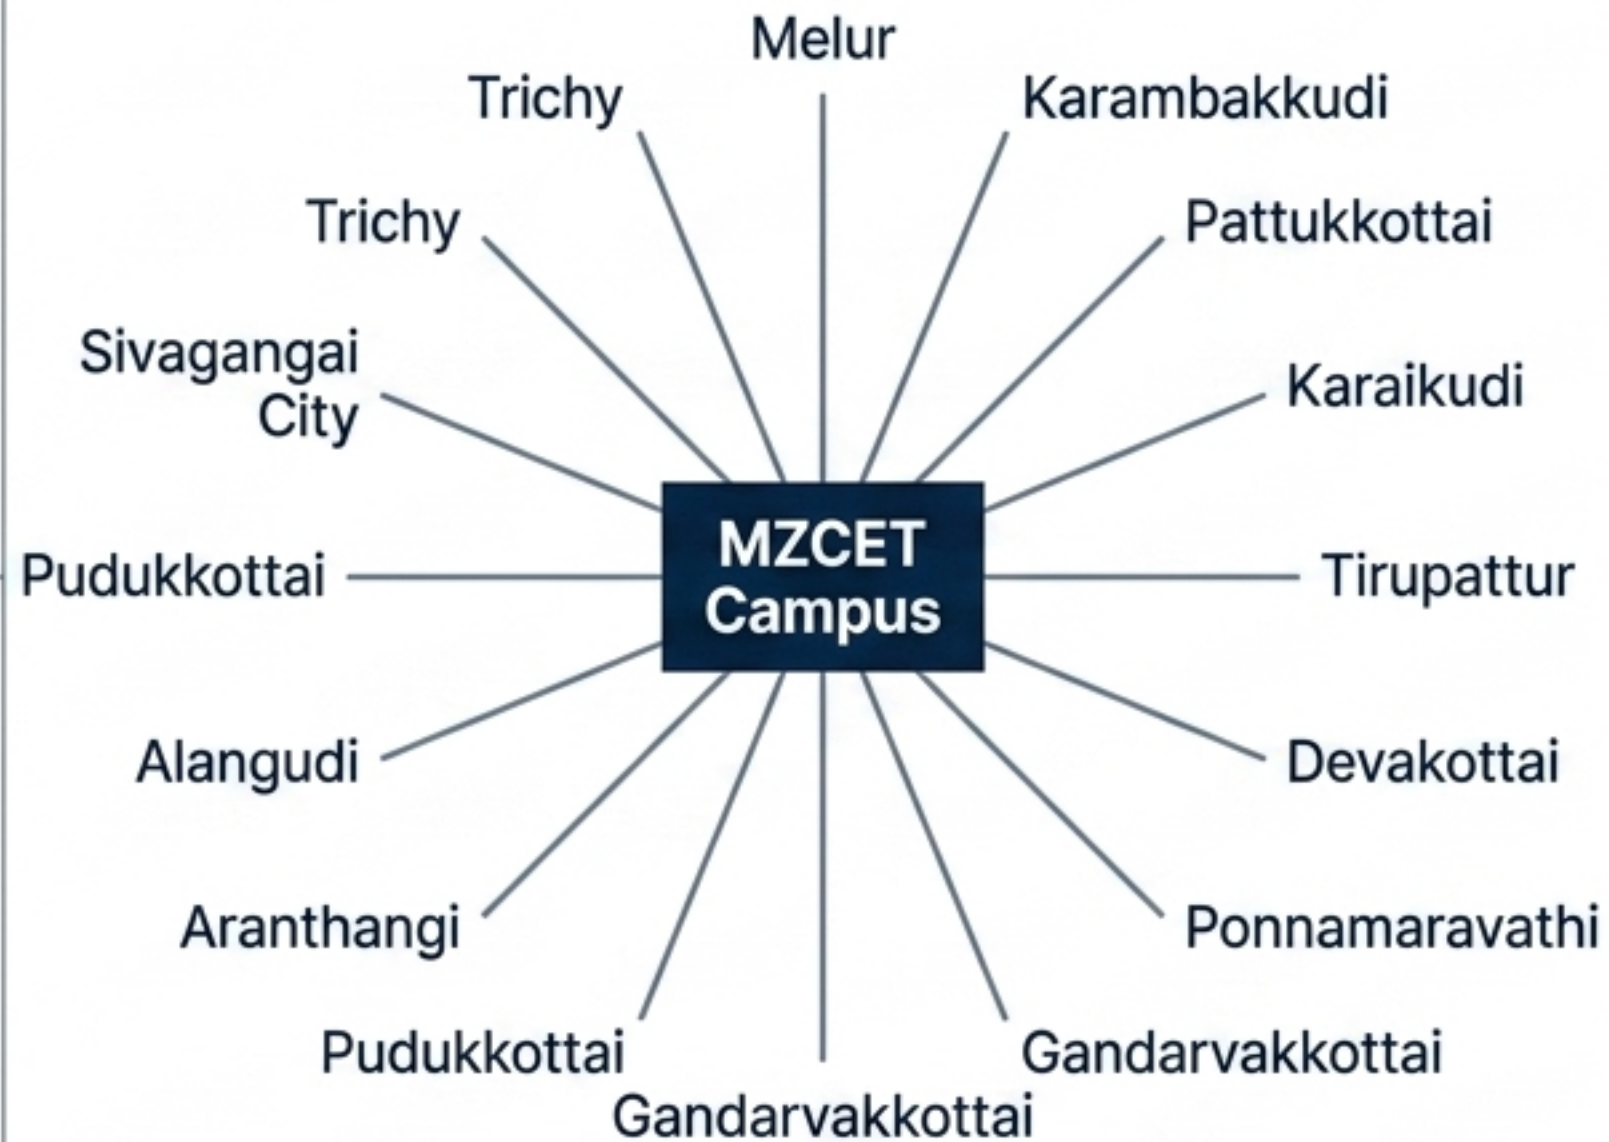 Melur
Trichy
Karambakkudi
Trichy
Pattukkottai
Sivagangai
City
Karaikudi
MZCET
Campus
Pudukkottai
Tirupattur
Alangudi
Devakottai
Aranthangi
Ponnamaravathi
Pudukkottai
Gandarvakkottai
Gandarvakkottai